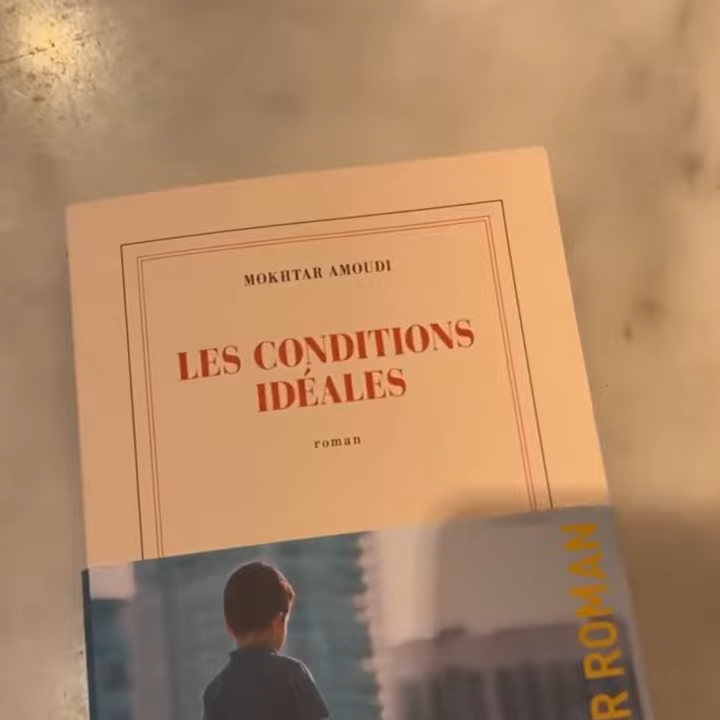 MOKHTAR AMOUDI
LES CONDITIONS
IDÉALES
roman
R ROMAN